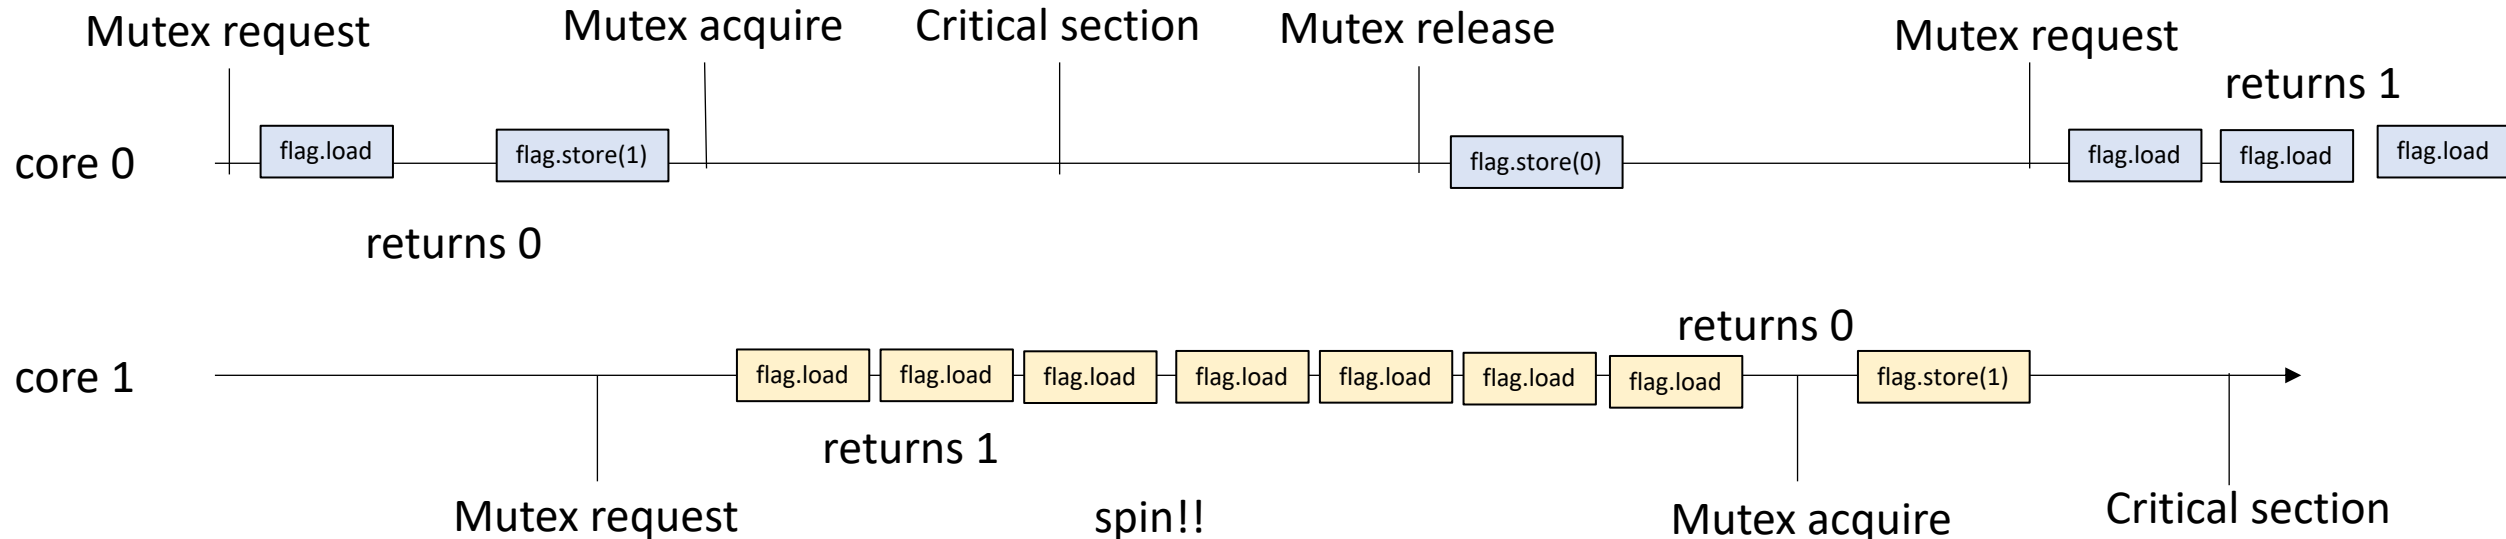 Mutex request
Mutex acquire
Critical section
Mutex release
Mutex request
returns 1
core 0
flag.load
flag.store(1)
flag.store(0)
flag.load
flag.load
flag.load
returns 0
returns 0
core 1
flag.load
flag.load
flag.load
flag.load
flag.load
flag.load
flag.load
flag.store(1)
returns 1
Mutex request
spin!!
Mutex acquire
Critical section